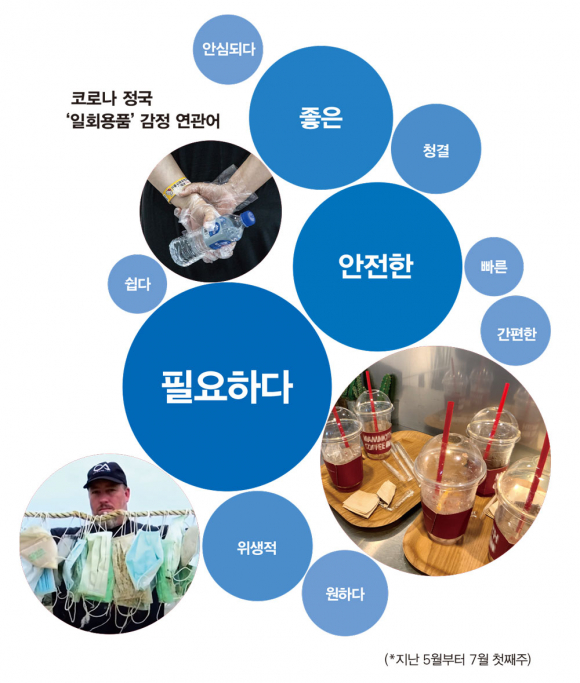 안심되다
코로나 정국
‘일회용품’ 감정 연관어
좋은
청결
안전한
빠른
쉽다
간편한
필요하다
위생적
원하다
(*지난 5월부터 7월 첫째주)